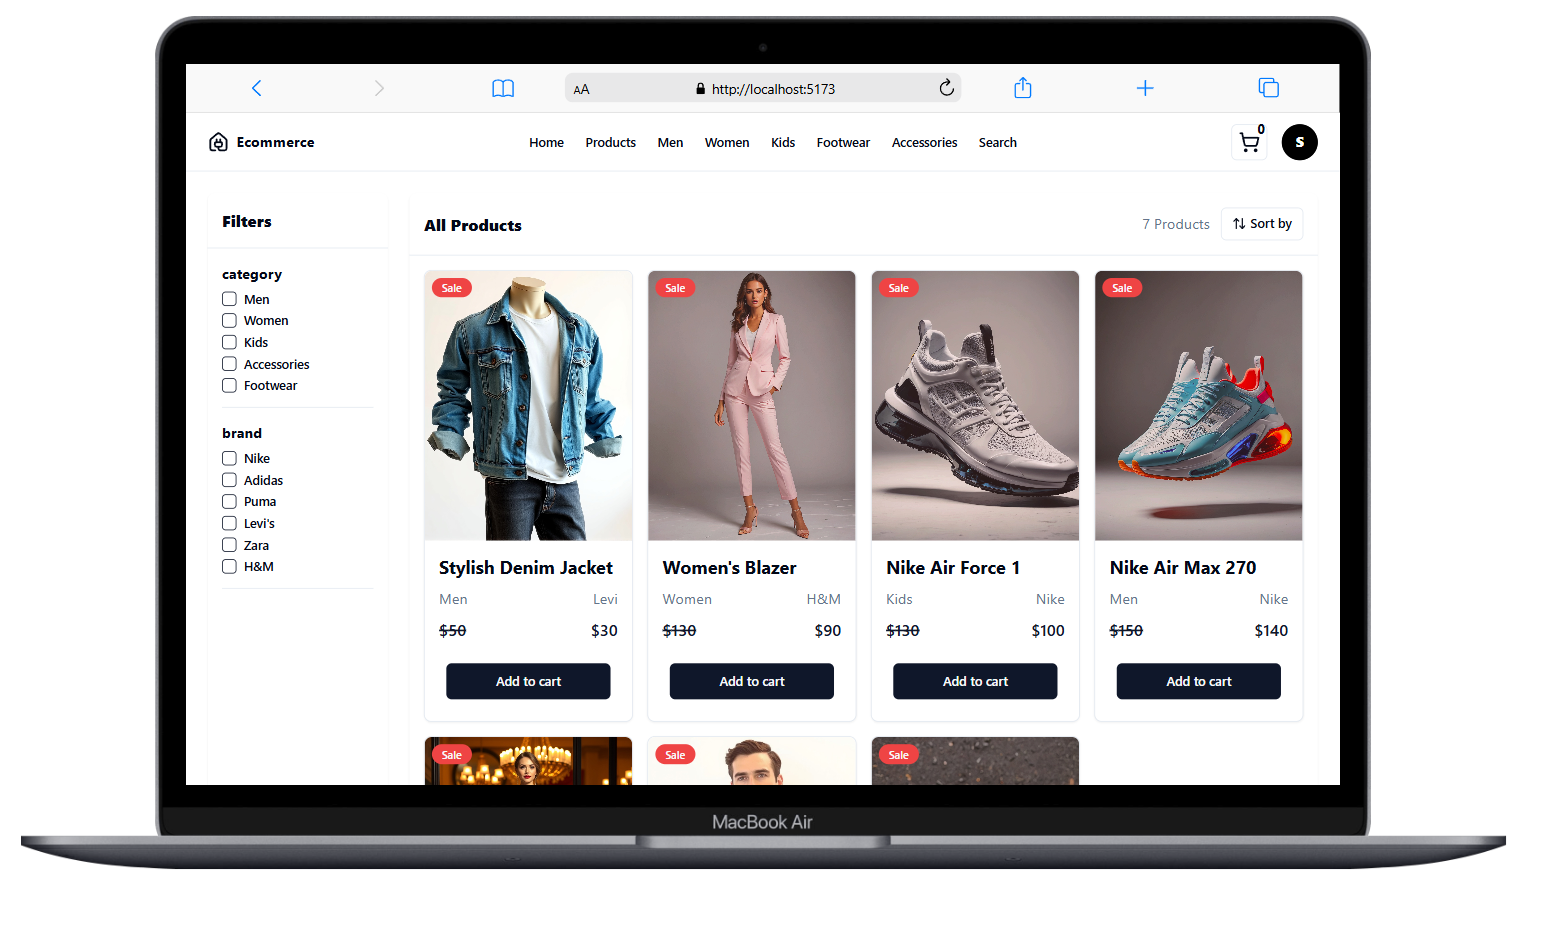 AA http://localhost:5173
Ecommerce Home Products Men Women Kids Footwear Accessories Search 0 S
Filters
category
Men
Women
Kids
Accessories
Footwear
brand
Nike
Adidas
Puma
Levi's
Zara
H&M
All Products 7 Products Sort by
Sale Sale Sale Sale
Stylish Denim Jacket Women's Blazer Nike Air Force 1 Nike Air Max 270
Men Levi Women H&M Kids Nike Men Nike
$50 $30 $130 $90 $130 $100 $150 $140
Add to cart Add to cart Add to cart Add to cart
Sale Sale Sale
MacBook Air